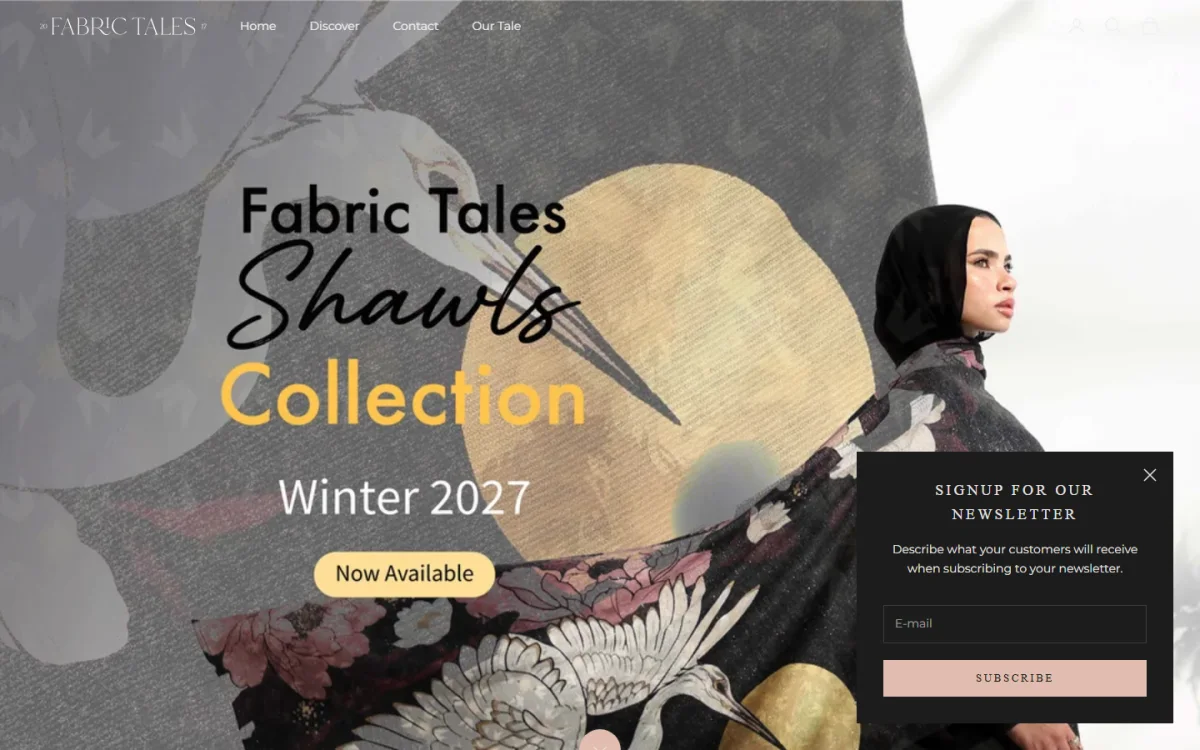 FABRIC TALES
Home
Discover
Contact
Our Tale
Fabric Tales
Shawls
Collection
Winter 2027
Now Available
SIGNUP FOR OUR
NEWSLETTER
Describe what your customers will receive
when subscribing to your newsletter.
E-mail
SUBSCRIBE